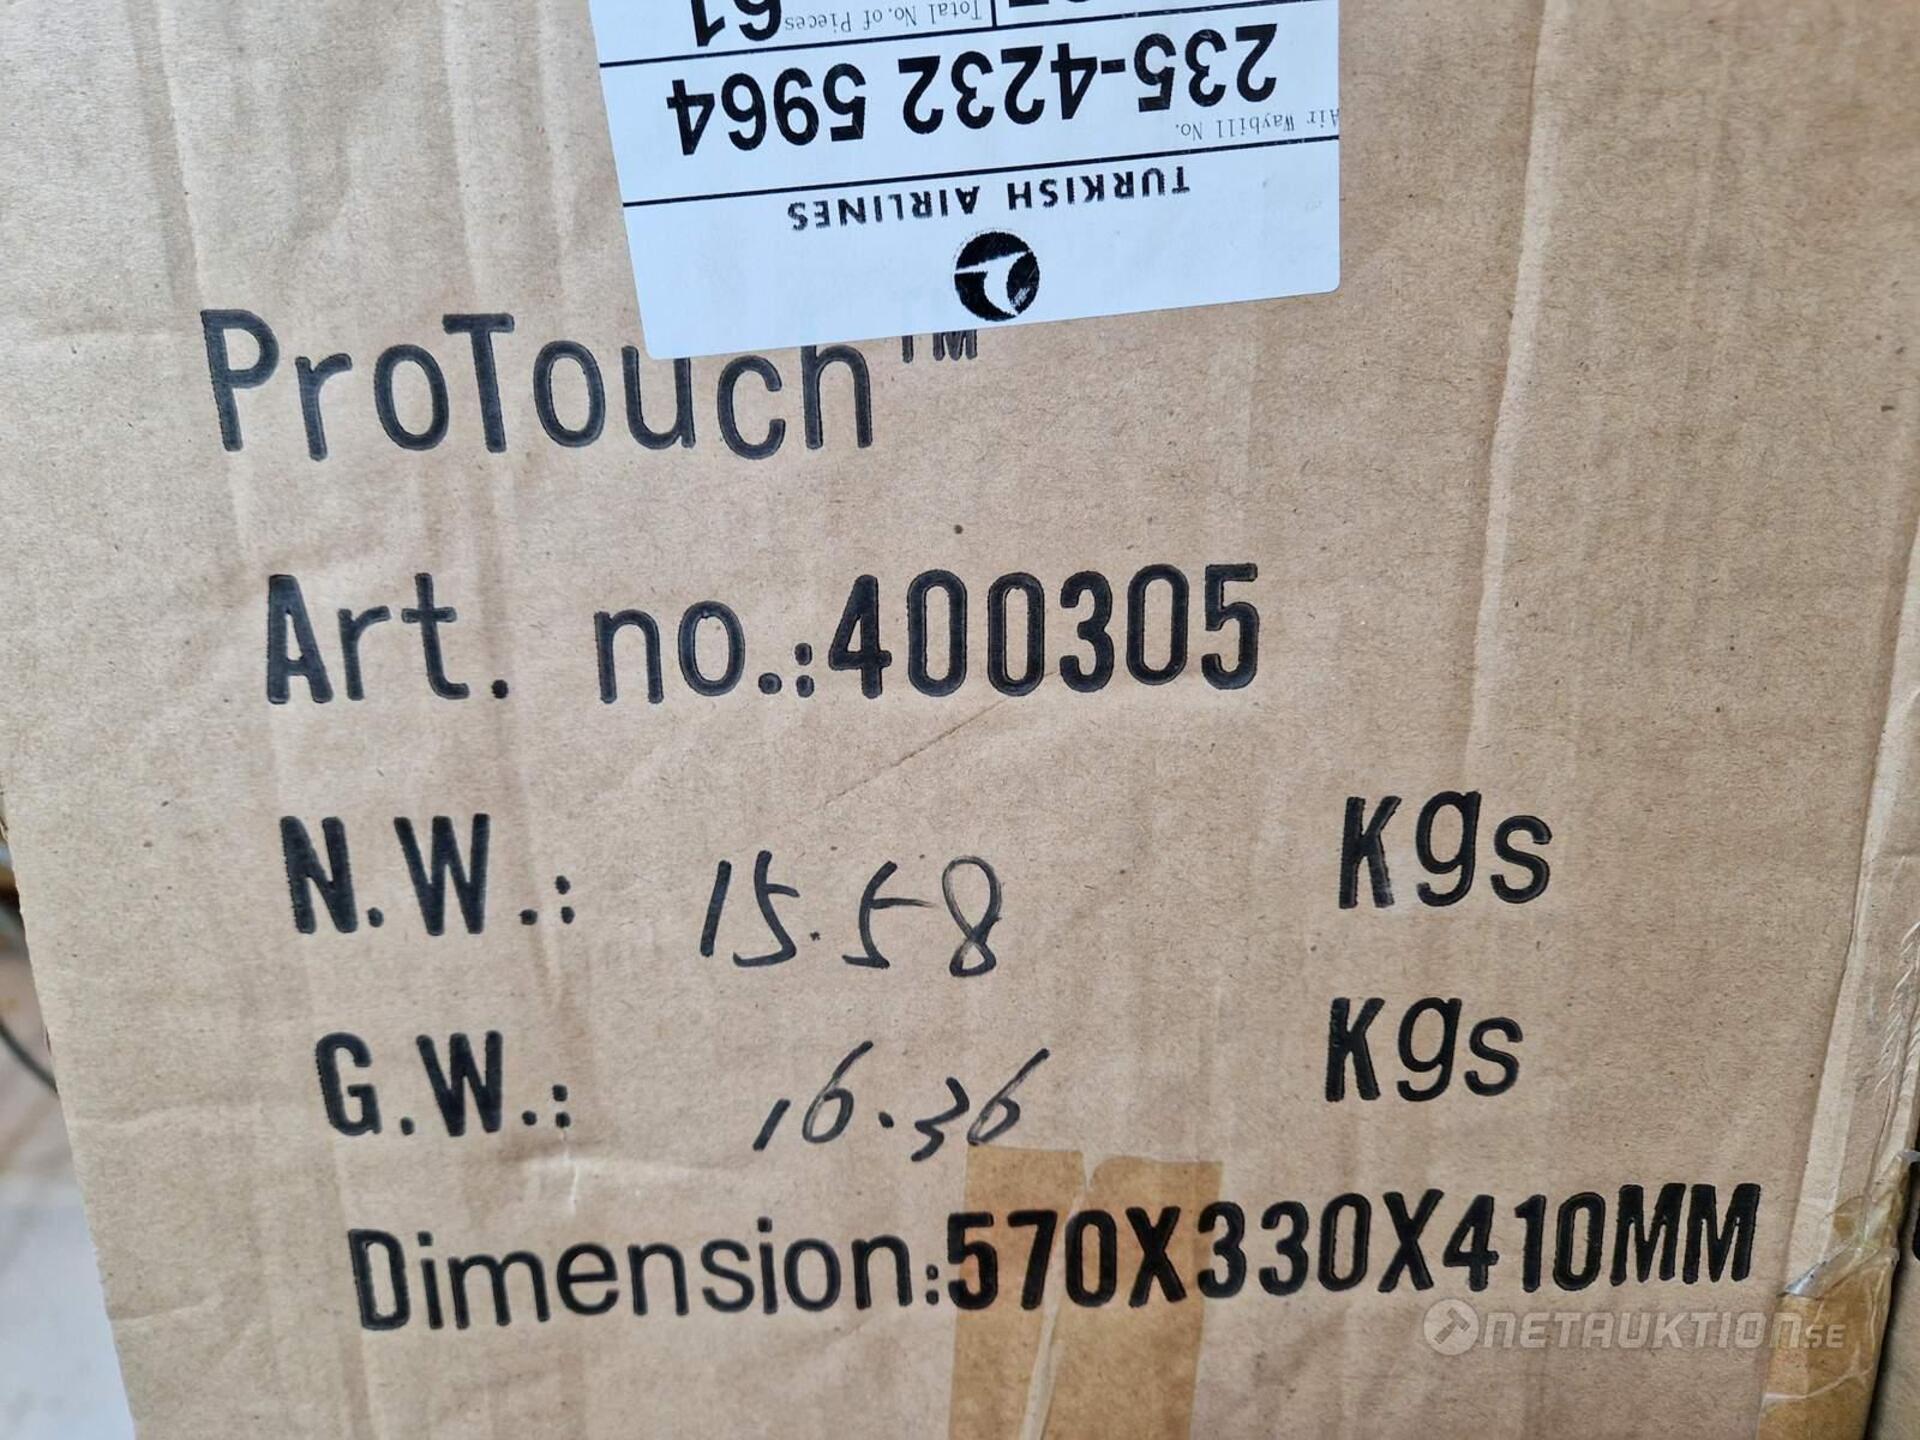 TURKISH AIRLINES
Air Waybill No.
235-4232 5964
Total No. of Pieces
61
ProTouch™
Art. no.:400305
N.W.: 15.58 Kgs
G.W.: 16.36 Kgs
Dimension:570X330X410MM
NETAUKTION.SE